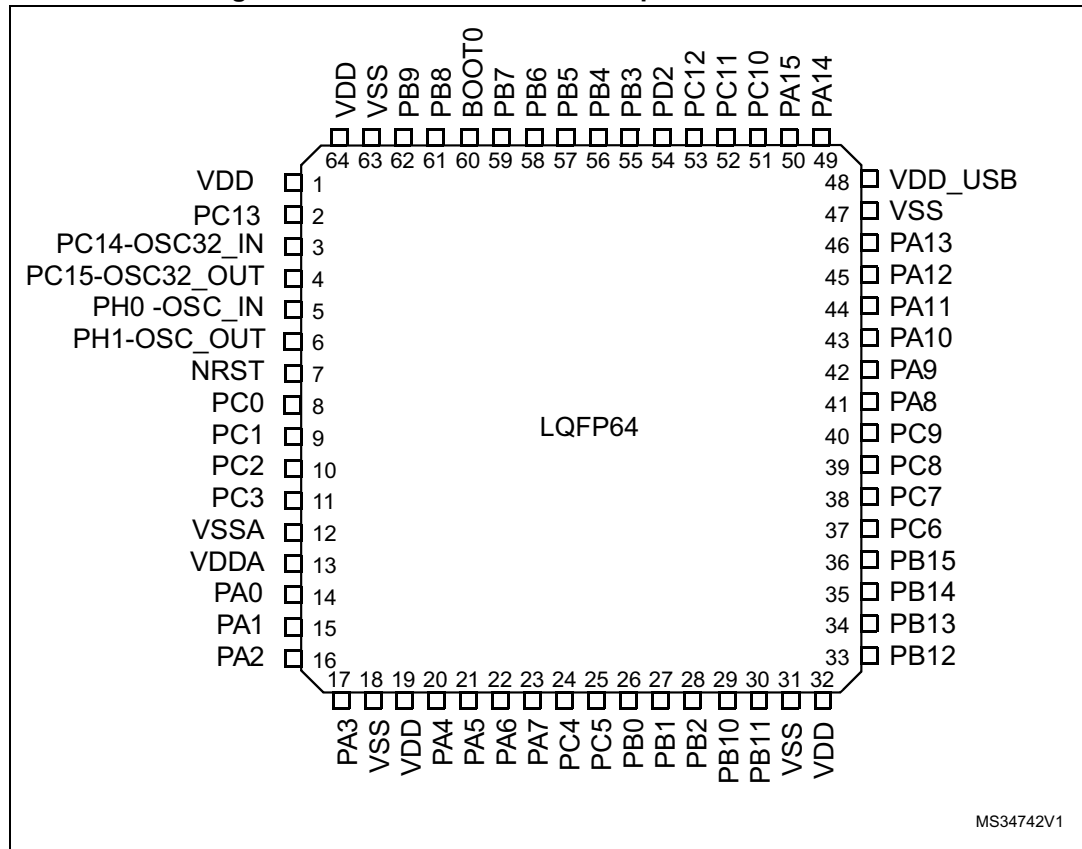 VDD
VSS
PB9
PB8
BOOT0
PB7
PB6
PB5
PB4
PB3
PD2
PC12
PC11
PC10
PA15
PA14
64 63 62 61 60 59 58 57 56 55 54 53 52 51 50 49
VDD 1
PC13 2
PC14-OSC32_IN 3
PC15-OSC32_OUT 4
PH0 -OSC_IN 5
PH1-OSC_OUT 6
NRST 7
PC0 8
PC1 9
PC2 10
PC3 11
VSSA 12
VDDA 13
PA0 14
PA1 15
PA2 16
LQFP64
48 VDD_USB
47 VSS
46 PA13
45 PA12
44 PA11
43 PA10
42 PA9
41 PA8
40 PC9
39 PC8
38 PC7
37 PC6
36 PB15
35 PB14
34 PB13
33 PB12
17 18 19 20 21 22 23 24 25 26 27 28 29 30 31 32
PA3
VSS
VDD
PA4
PA5
PA6
PA7
PC4
PC5
PB0
PB1
PB2
PB10
PB11
VSS
VDD
MS34742V1